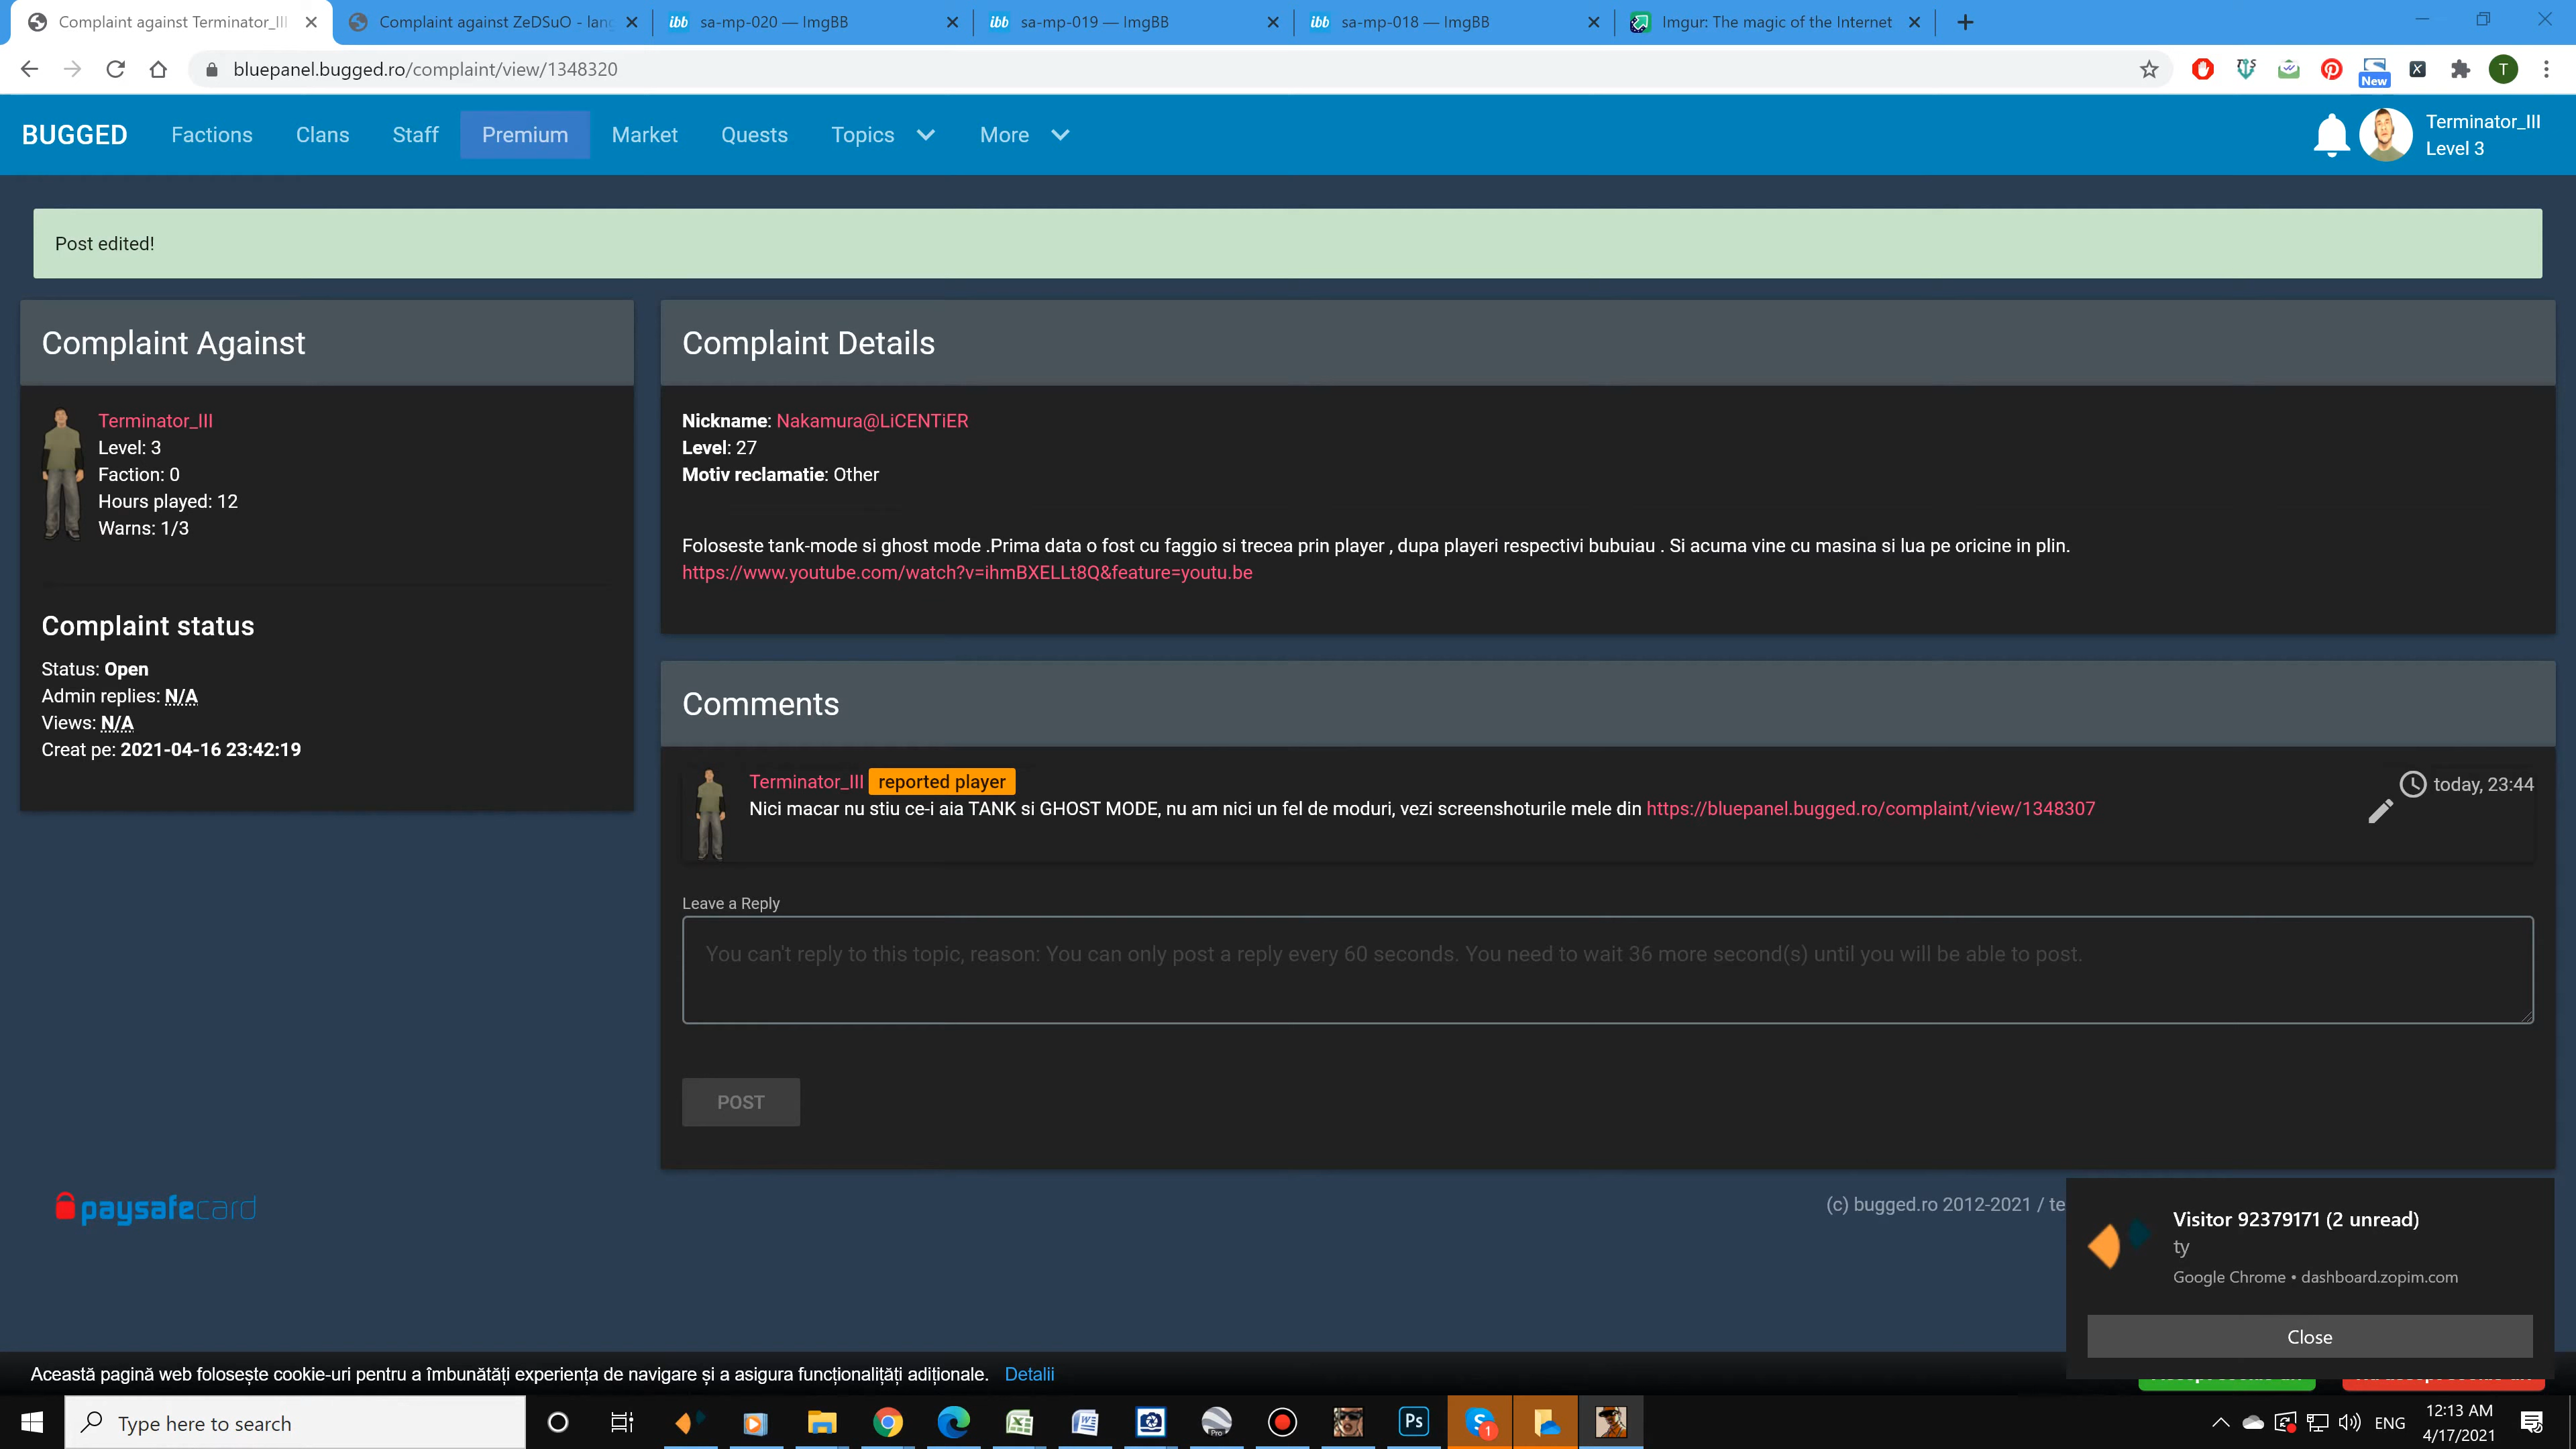 Complaint against Terminator_III
Complaint against ZeDSuO - lang
ibb sa-mp-020 — ImgBB
ibb sa-mp-019 — ImgBB
ibb sa-mp-018 — ImgBB
Imgur: The magic of the Internet
bluepanel.bugged.ro/complaint/view/1348320
New
T
BUGGED Factions Clans Staff Premium Market Quests Topics More
Terminator_III
Level 3
Post edited!
Complaint Against
Terminator_III
Level: 3
Faction: 0
Hours played: 12
Warns: 1/3
Complaint status
Status: Open
Admin replies: N/A
Views: N/A
Creat pe: 2021-04-16 23:42:19
Complaint Details
Nickname: Nakamura@LiCENTiER
Level: 27
Motiv reclamatie: Other
Foloseste tank-mode si ghost mode .Prima data o fost cu faggio si trecea prin player , dupa playeri respectivi bubuiau . Si acuma vine cu masina si lua pe oricine in plin.
https://www.youtube.com/watch?v=ihmBXELLt8Q&feature=youtu.be
Comments
Terminator_III reported player
today, 23:44
Nici macar nu stiu ce-i aia TANK si GHOST MODE, nu am nici un fel de moduri, vezi screenshoturile mele din https://bluepanel.bugged.ro/complaint/view/1348307
Leave a Reply
You can't reply to this topic, reason: You can only post a reply every 60 seconds. You need to wait 36 more second(s) until you will be able to post.
POST
paysafecard
(c) bugged.ro 2012-2021 / te
Visitor 92379171 (2 unread)
ty
Google Chrome • dashboard.zopim.com
Close
Această pagină web folosește cookie-uri pentru a îmbunătăți experiența de navigare și a asigura funcționalități adiționale. Detalii
Type here to search
Pro
Ps
1
ENG
12:13 AM
4/17/2021